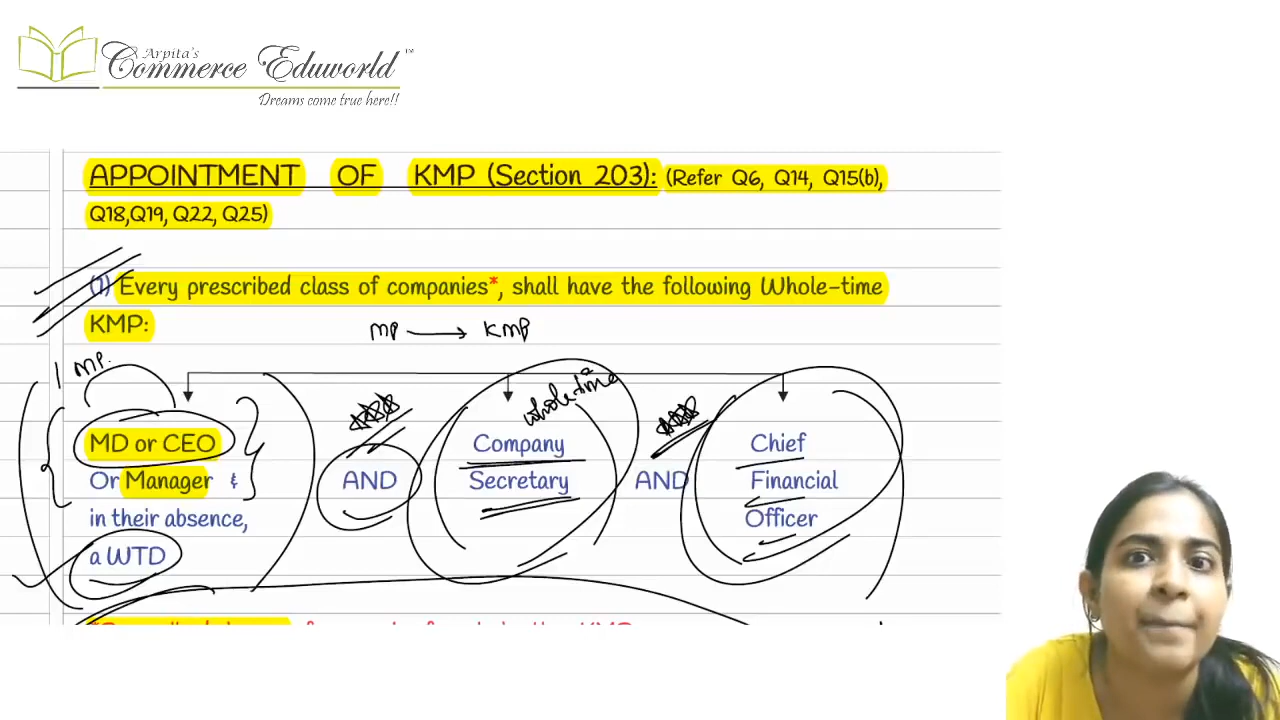 Arpita's
Commerce Eduworld™
Dreams come true here!!
APPOINTMENT OF KMP (Section 203): (Refer Q6, Q14, Q15(b),
Q18,Q19, Q22, Q25)
(1) Every prescribed class of companies*, shall have the following Whole-time
KMP:
MP → KMP
1 MP.
whole-time
MD or CEO
Or Manager &
in their absence,
a WTD
AND
Company
Secretary
AND
Chief
Financial
Officer